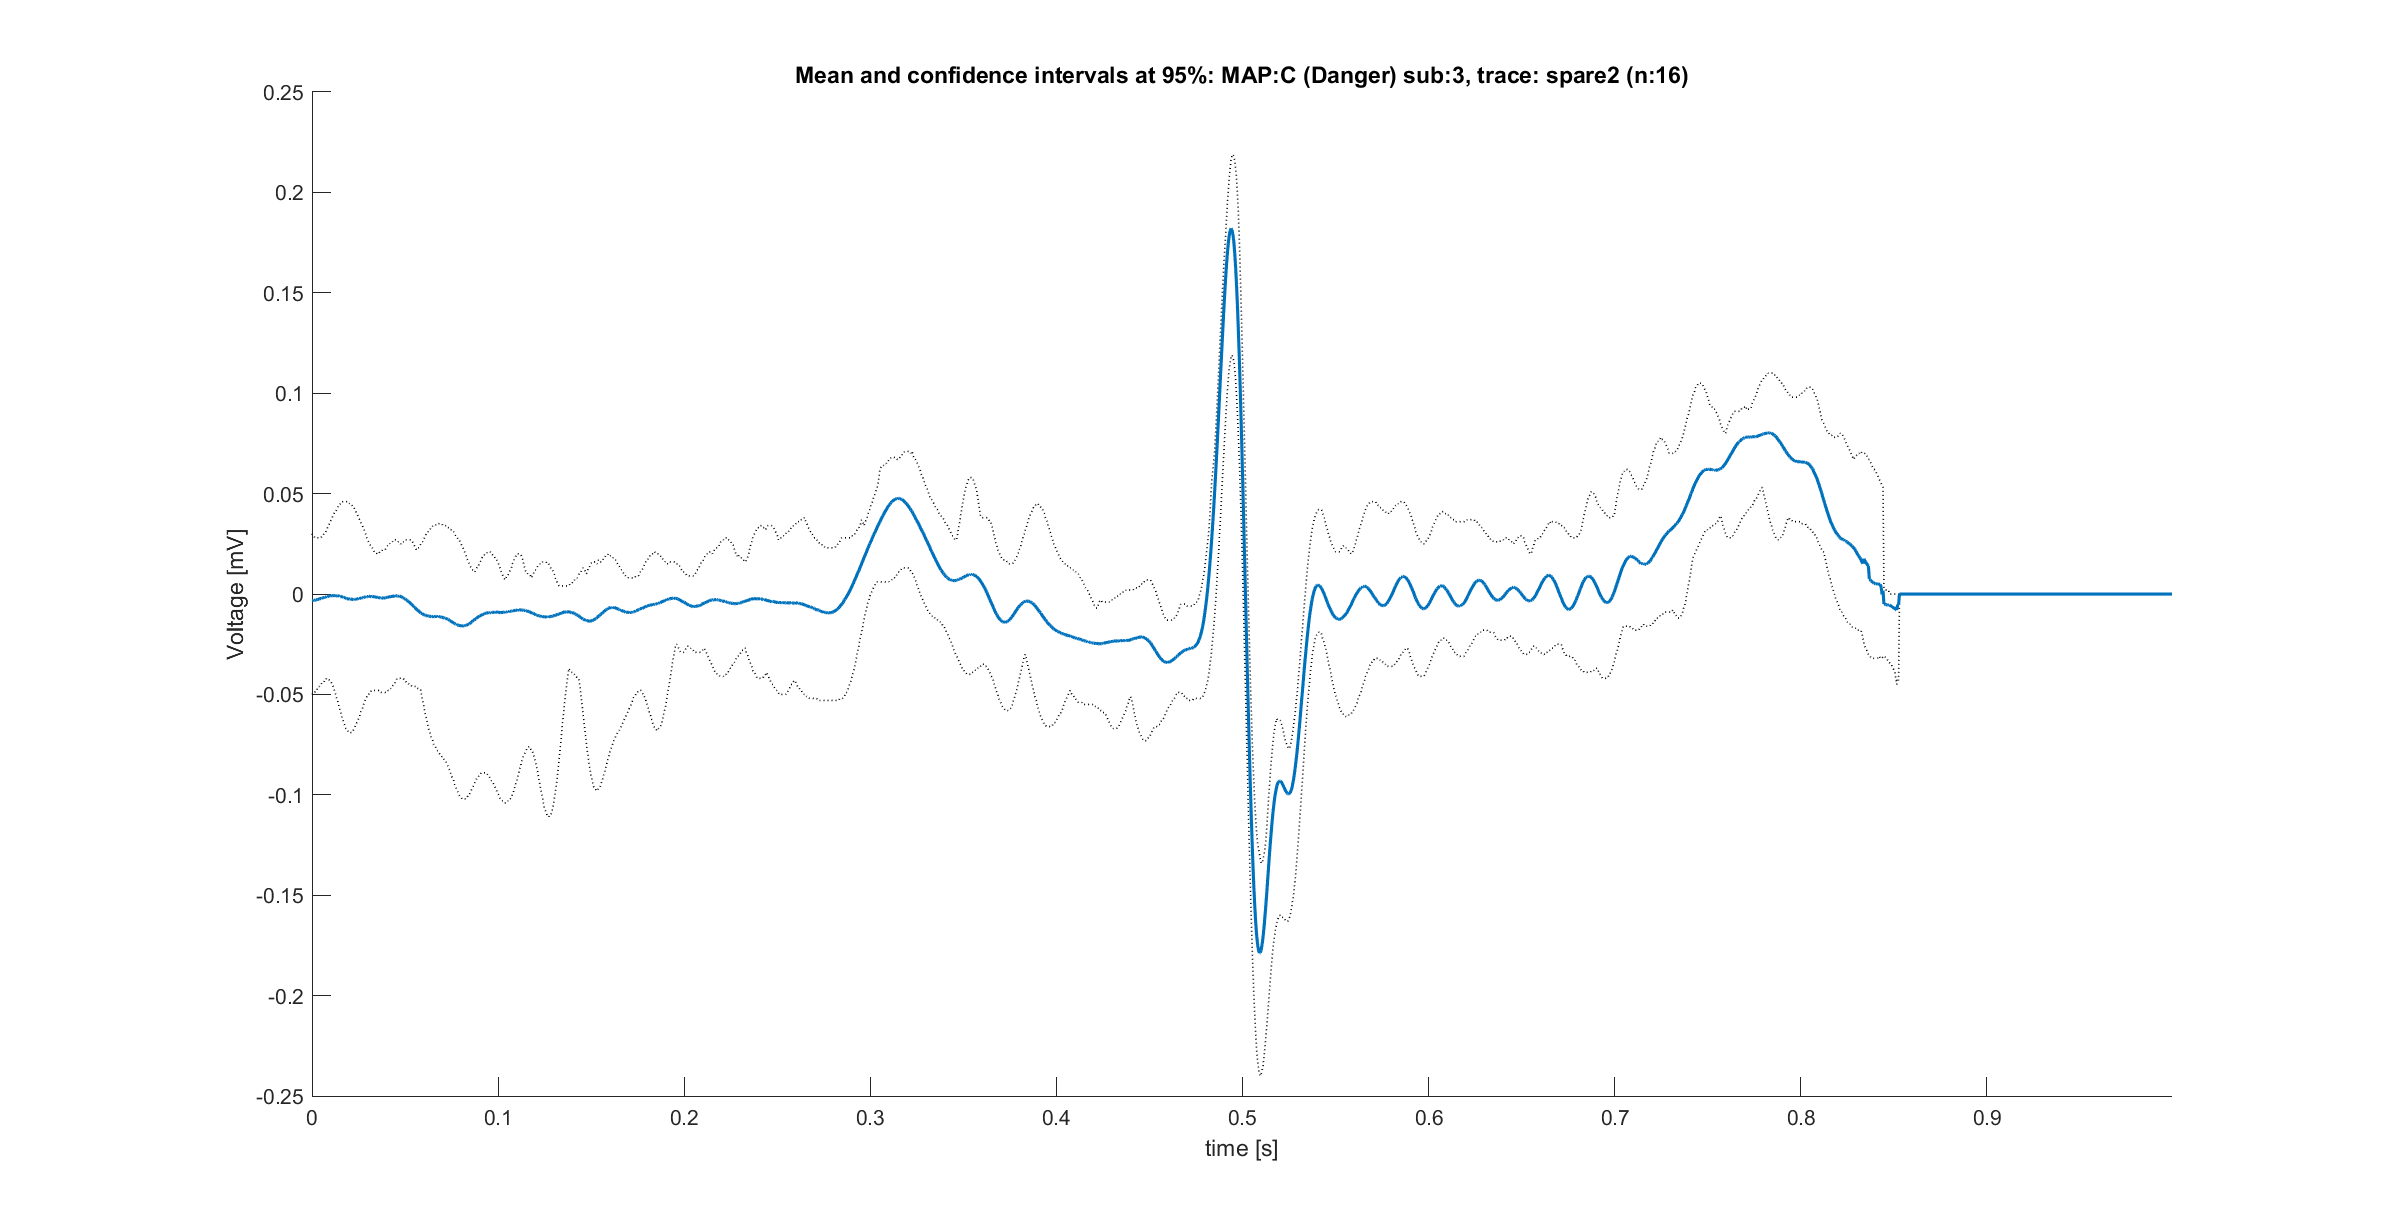 Mean and confidence intervals at 95%: MAP:C (Danger) sub:3, trace: spare2 (n:16)
0.25
0.2
0.15
0.1
0.05
0
-0.05
-0.1
-0.15
-0.2
-0.25
Voltage [mV]
0 0.1 0.2 0.3 0.4 0.5 0.6 0.7 0.8 0.9
time [s]